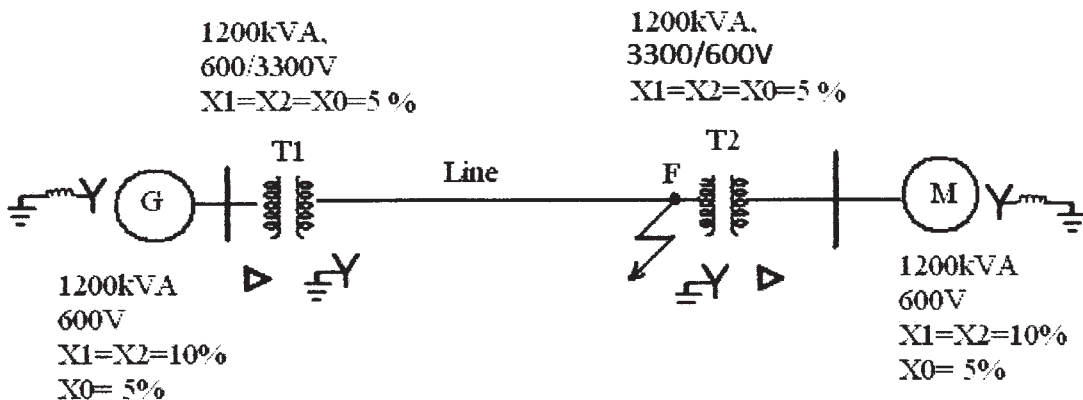 1200kVA,
600/3300V
X1=X2=X0=5 %
1200kVA,
3300/600V
X1=X2=X0=5 %
T1
Line
F
T2
G
M
1200kVA
600V
X1=X2=10%
X0= 5%
1200kVA
600V
X1=X2=10%
X0= 5%